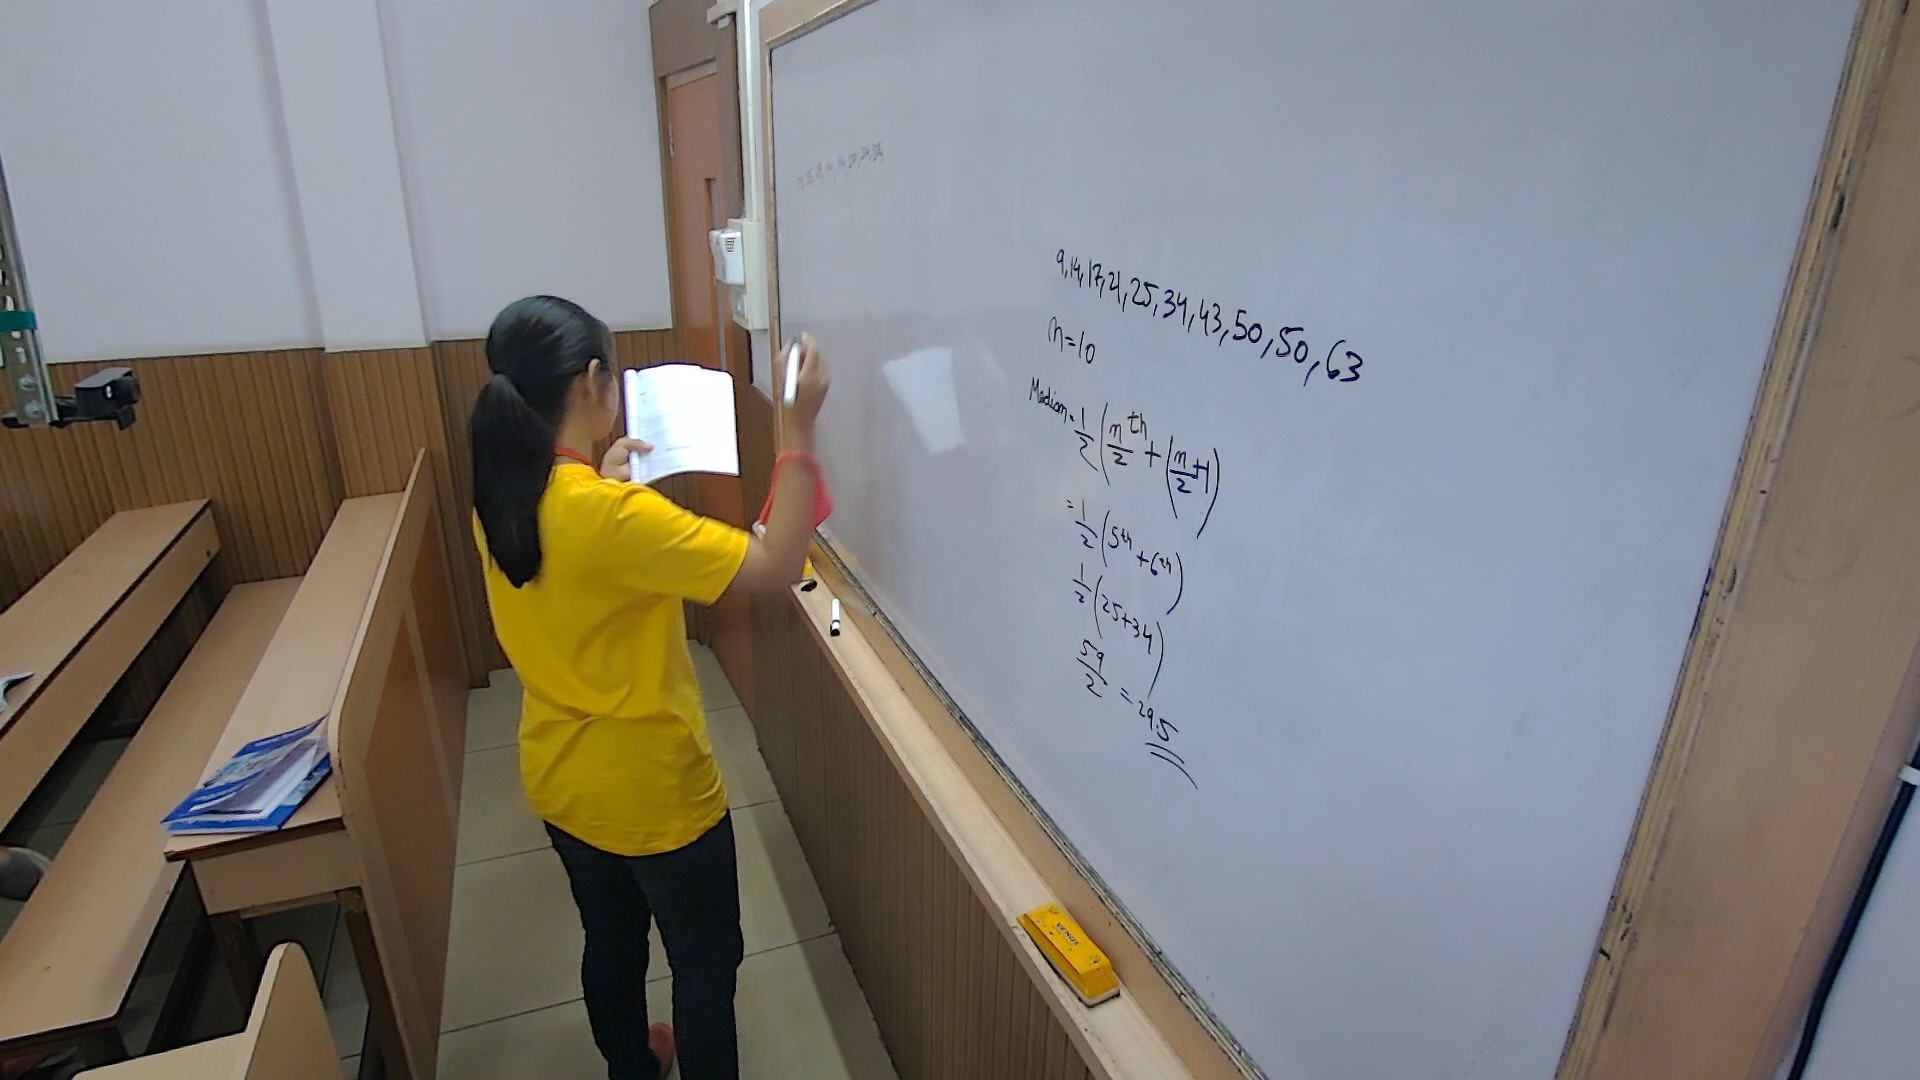 9,14,17,21,25,34,43,50,50,63
n=10
Median = 1/2 (n/2 th + (n/2+1)
= 1/2 (5th + 6th)
1/2 (25+34)
59/2 = 29.5